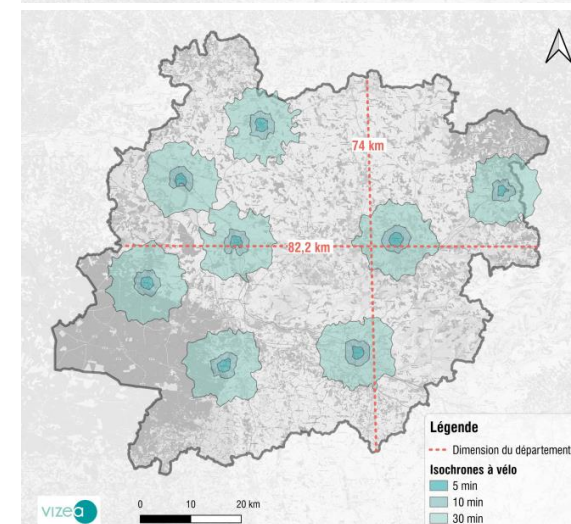 74 km
82,2 km
Légende
Dimension du département
Isochrones à vélo
5 min
10 min
30 min
vizea
0 10 20 km